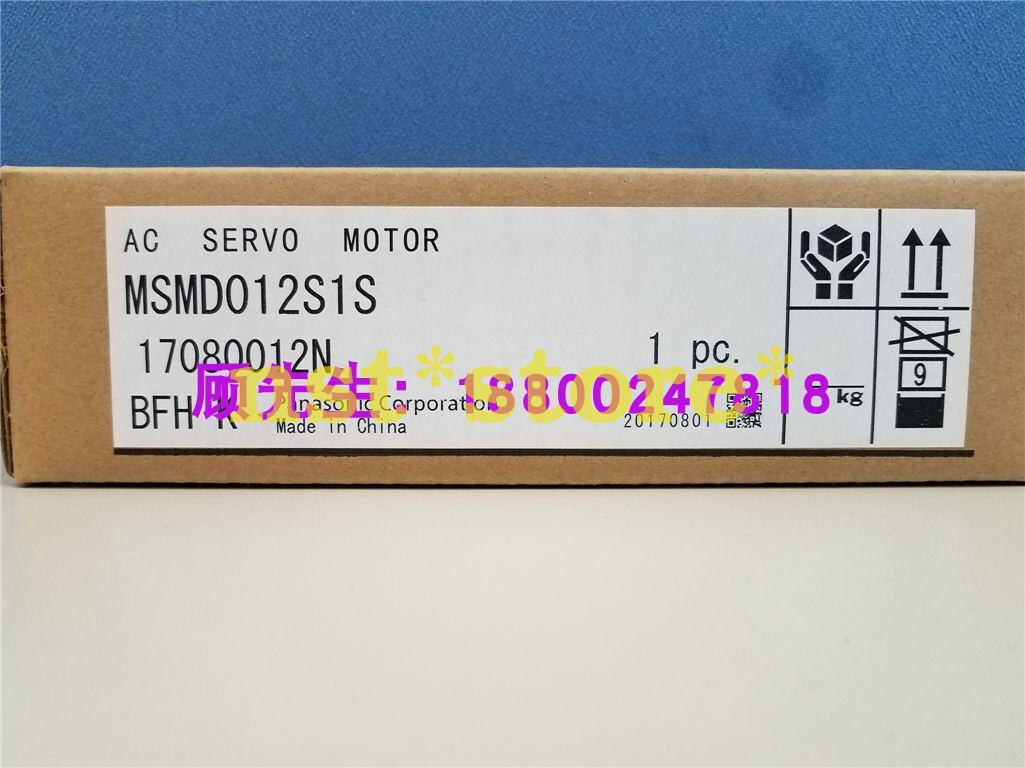 AC SERVO MOTOR
MSMD012S1S
17080012N
1 pc.
顾先生: 18800247818
BFH K
Panasonic Corporation
Made in China
20170801
kg
9